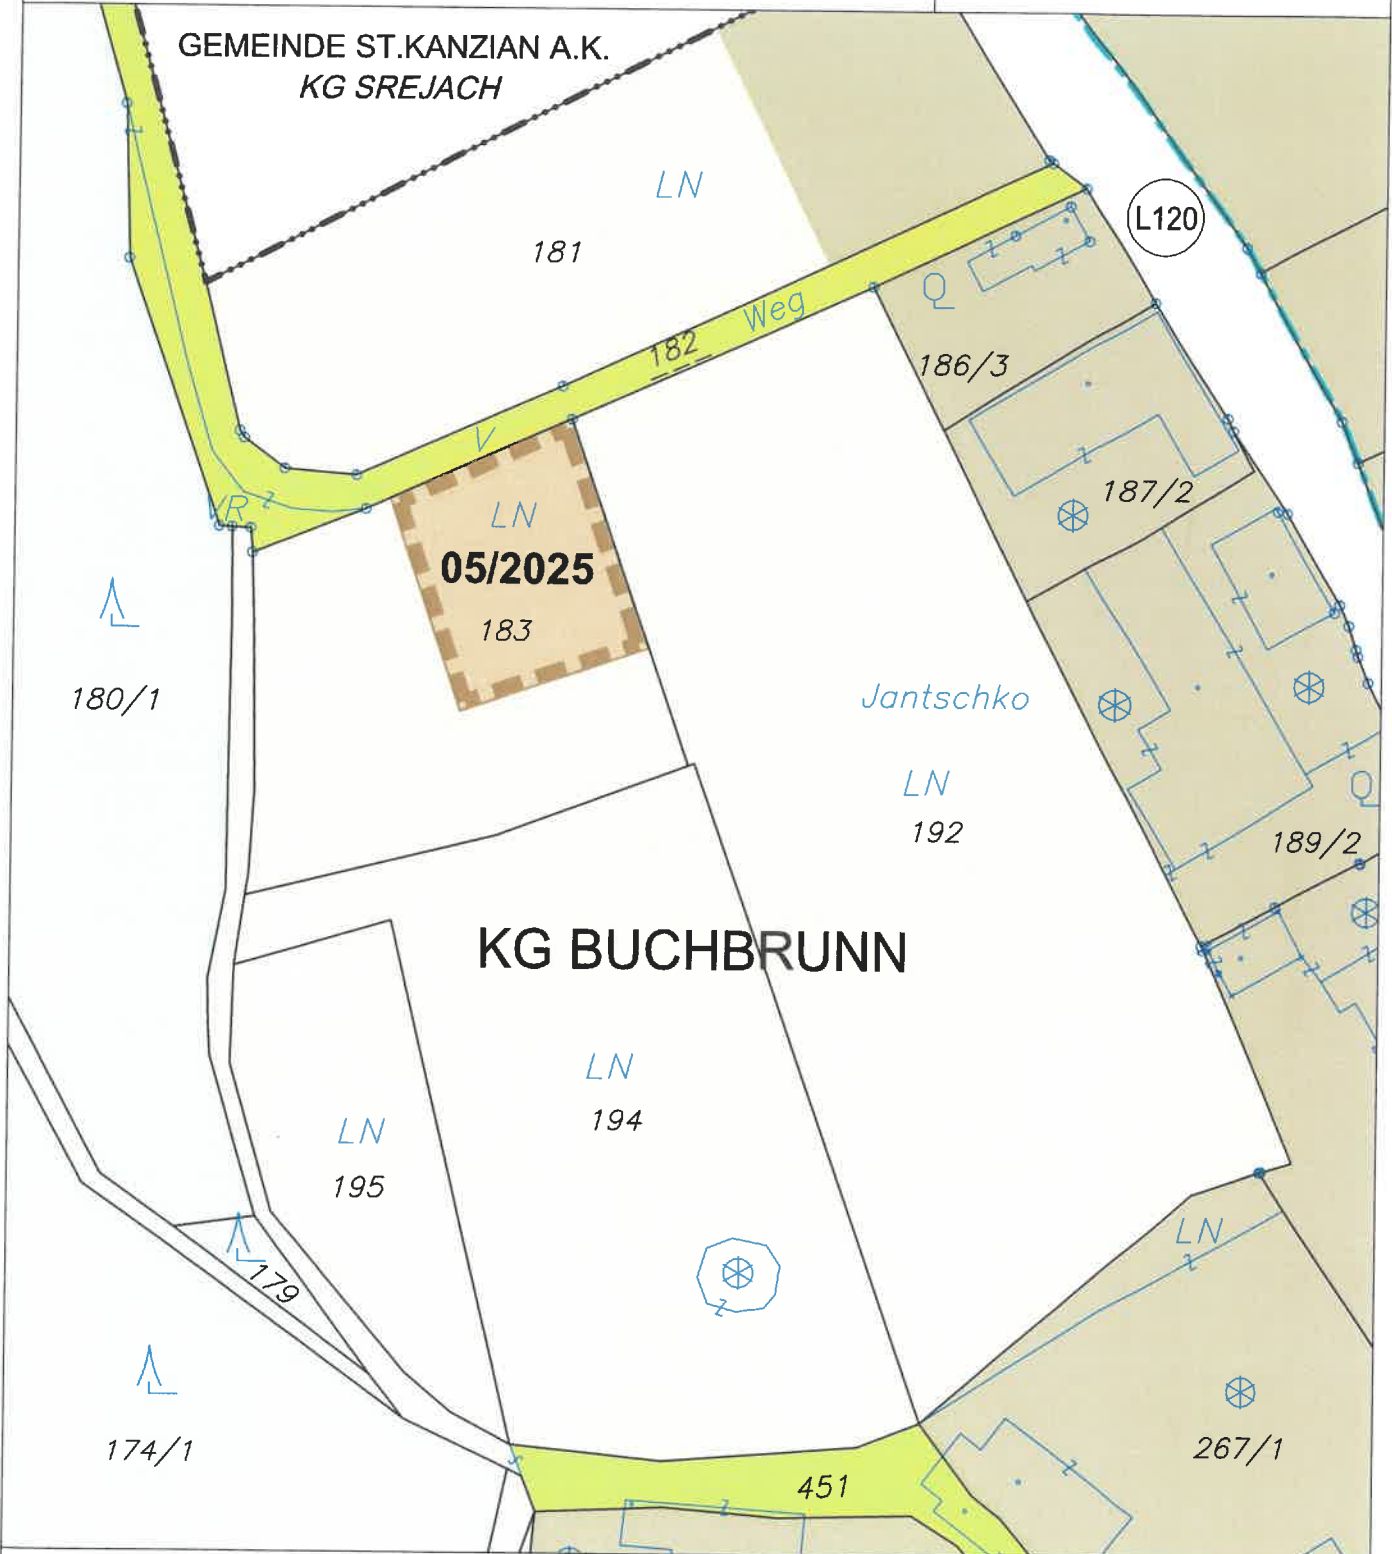 GEMEINDE ST.KANZIAN A.K.
KG SREJACH
LN
181
L120
Weg
182
186/3
V
VR
LN
05/2025
183
187/2
180/1
Jantschko
LN
192
189/2
KG BUCHBRUNN
LN
194
LN
195
LN
179
174/1
267/1
451